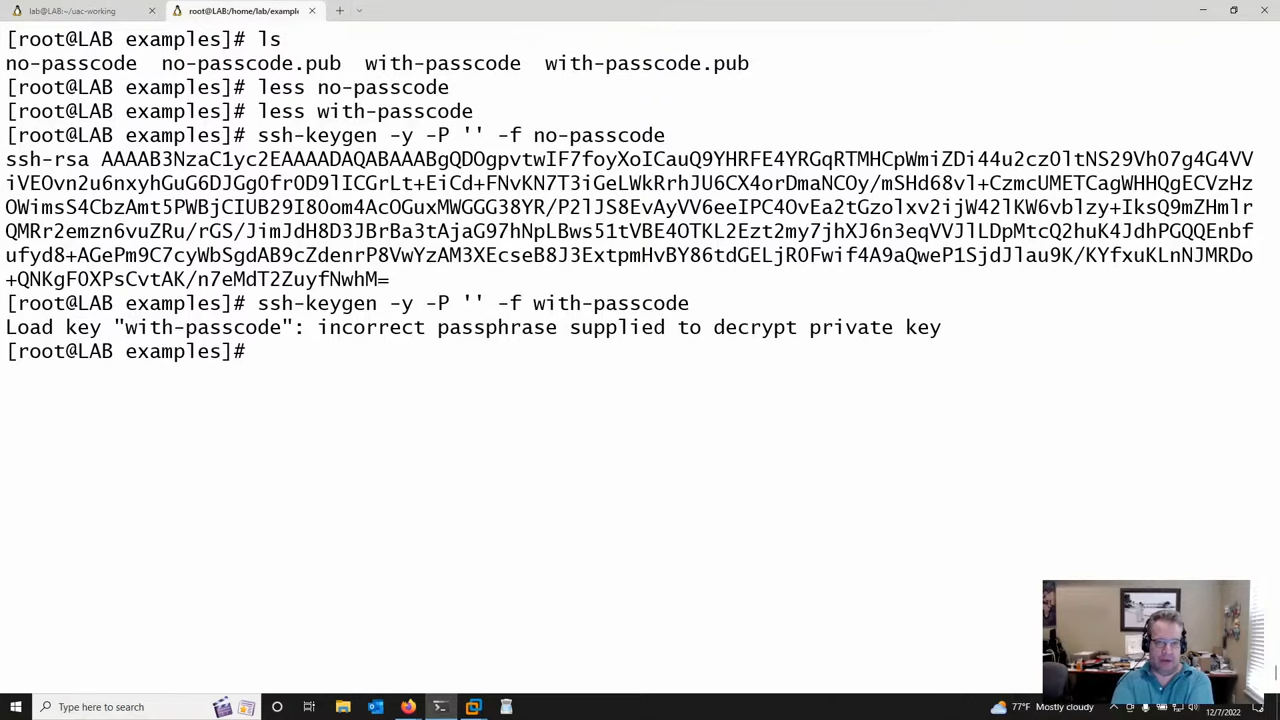 lab@LAB:~/uac-working
root@LAB:/home/lab/example
[root@LAB examples]# ls
no-passcode  no-passcode.pub  with-passcode  with-passcode.pub
[root@LAB examples]# less no-passcode
[root@LAB examples]# less with-passcode
[root@LAB examples]# ssh-keygen -y -P '' -f no-passcode
ssh-rsa AAAAB3NzaC1yc2EAAAADAQABAAABgQDOgpvtwIF7foyXoICauQ9YHRFE4YRGqRTMHCpWmiZDi44u2czOltNS29Vh07g4G4VV
iVEOvn2u6nxyhGuG6DJGg0fr0D9lICGrLt+EiCd+FNvKN7T3iGeLWkRrhJU6CX4orDmaNCOy/mSHd68vl+CzmcUMETCagWHHQgECVzHz
OWimsS4CbzAmt5PWBjCIUB29I8Oom4AcOGuxMWGGG38YR/P2lJS8EvAyVV6eeIPC4OvEa2tGzolxv2ijW42lKW6vblzy+IksQ9mZHmlr
QMRr2emzn6vuZRu/rGS/JimJdH8D3JBrBa3tAjaG97hNpLBws51tVBE4OTKL2Ezt2my7jhXJ6n3eqVVJlLDpMtcQ2huK4JdhPGQQEnbf
ufyd8+AGePm9C7cyWbSgdAB9cZdenrP8VwYzAM3XEcseB8J3ExtpmHvBY86tdGELjR0Fwif4A9aQweP1SjdJlau9K/KYfxuKLnNJMRDo
+QNKgFOXPsCvtAK/n7eMdT2ZuyfNwhM=
[root@LAB examples]# ssh-keygen -y -P '' -f with-passcode
Load key "with-passcode": incorrect passphrase supplied to decrypt private key
[root@LAB examples]#
Type here to search
77°F Mostly cloudy
12/7/2022